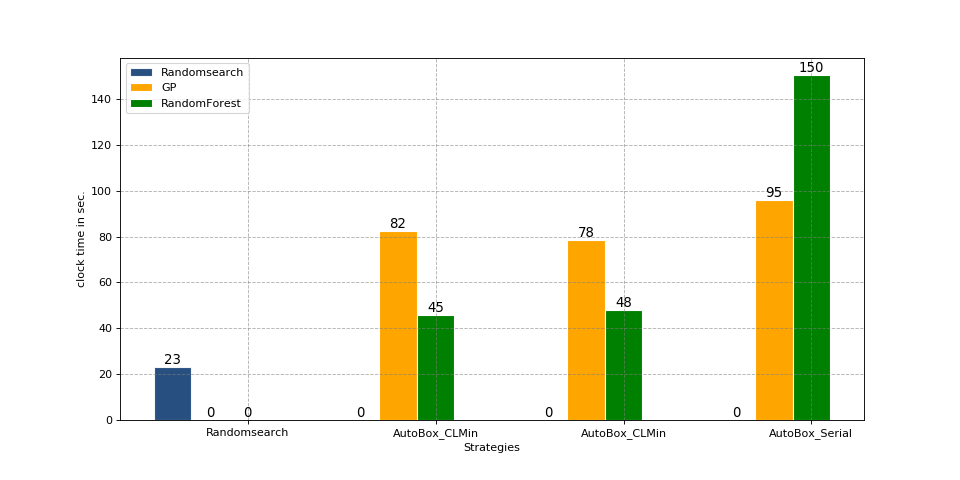 150
Randomsearch
GP
RandomForest
140
120
100
80
60
40
20
0
clock time in sec.
23
0
0
0
82
45
0
78
48
0
95
Randomsearch
AutoBox_CLMin
AutoBox_CLMin
AutoBox_Serial
Strategies